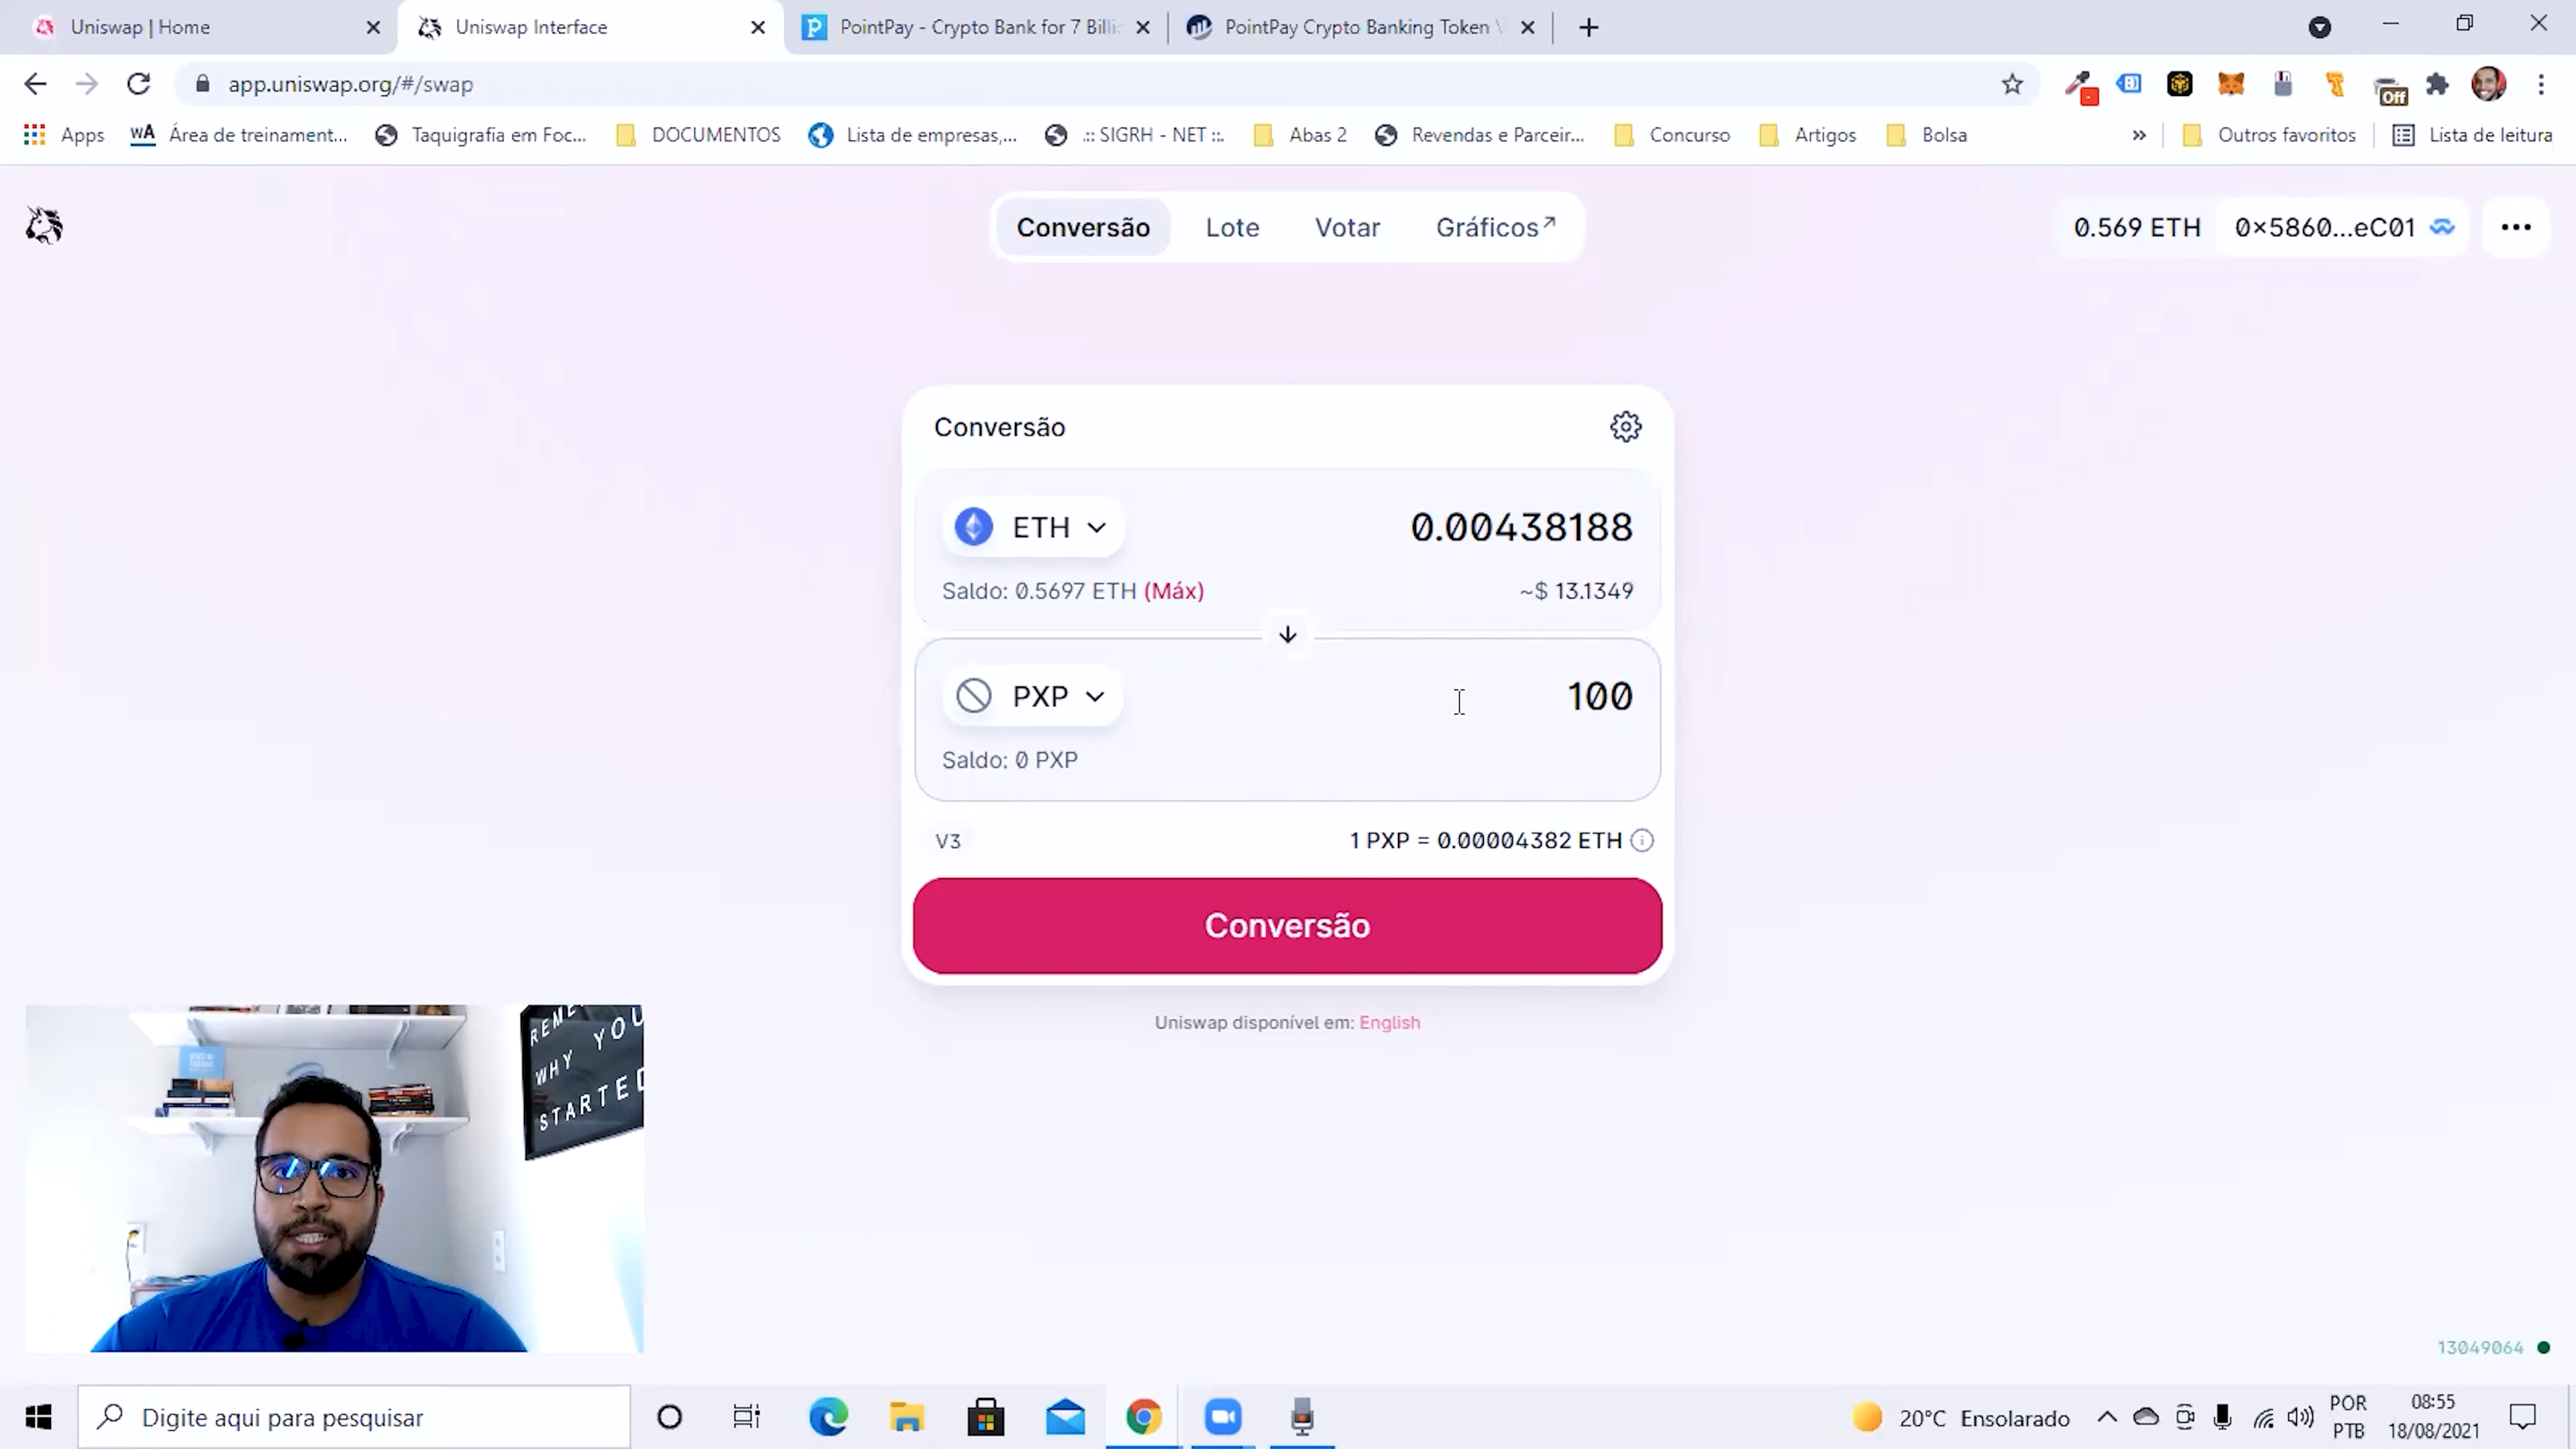 Uniswap | Home
Uniswap Interface
PointPay - Crypto Bank for 7 Billi
PointPay Crypto Banking Token V
app.uniswap.org/#/swap
Off
Apps
wA Área de treinament...
Taquigrafia em Foc...
DOCUMENTOS
Lista de empresas,...
.:: SIGRH - NET ::.
Abas 2
Revendas e Parceir...
Concurso
Artigos
Bolsa
»
Outros favoritos
Lista de leitura
Conversão
Lote
Votar
Gráficos↗
0.569 ETH
0×5860...eC01
Conversão
ETH
0.00438188
Saldo: 0.5697 ETH (Máx)
~$ 13.1349
PXP
100
Saldo: 0 PXP
V3
1 PXP = 0.00004382 ETH
Conversão
Uniswap disponível em: English
REME
WHY YOU
STARTED
13049064
Digite aqui para pesquisar
20°C Ensolarado
POR
PTB
08:55
18/08/2021